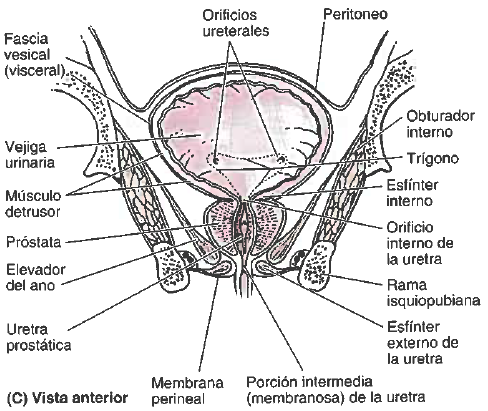 Orificios
ureterales
Peritoneo
Fascia
vesical
(visceral)
Vejiga
urinaria
Músculo
detrusor
Próstata
Elevador
del ano
Uretra
prostática
Obturador
interno
Trígono
Esfínter
interno
Orificio
interno de
la uretra
Rama
isquiopubiana
Esfínter
externo de
la uretra
Membrana
perineal
Porción intermedia
(membranosa) de la uretra
(C) Vista anterior